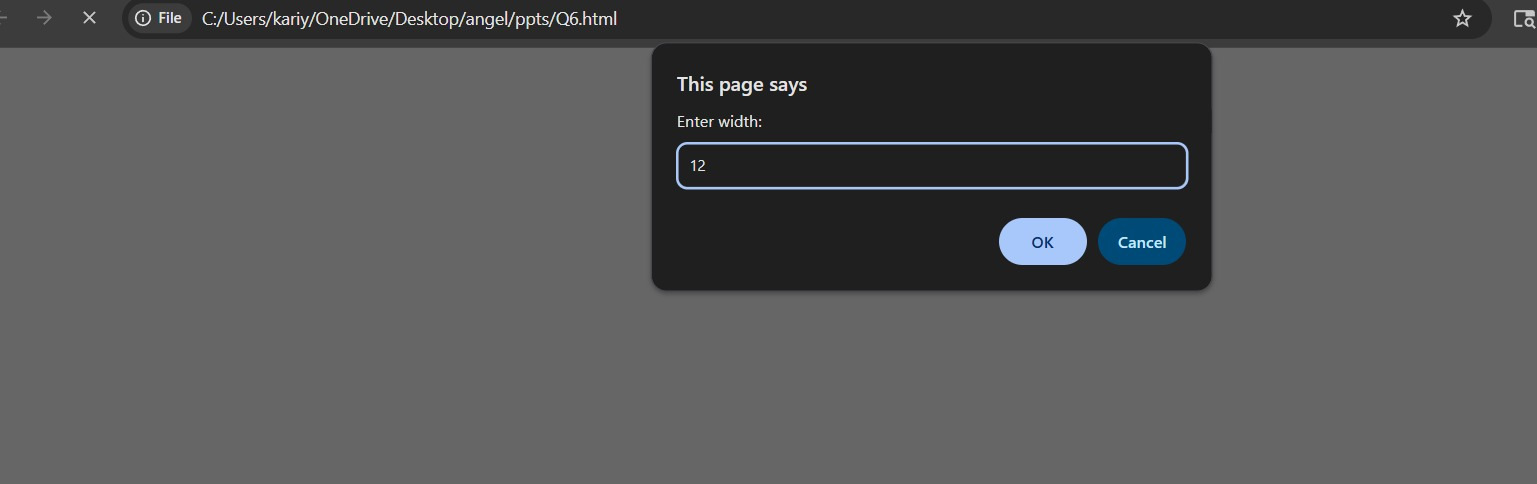 File C:/Users/kariy/OneDrive/Desktop/angel/ppts/Q6.html
This page says
Enter width:
12
OK Cancel